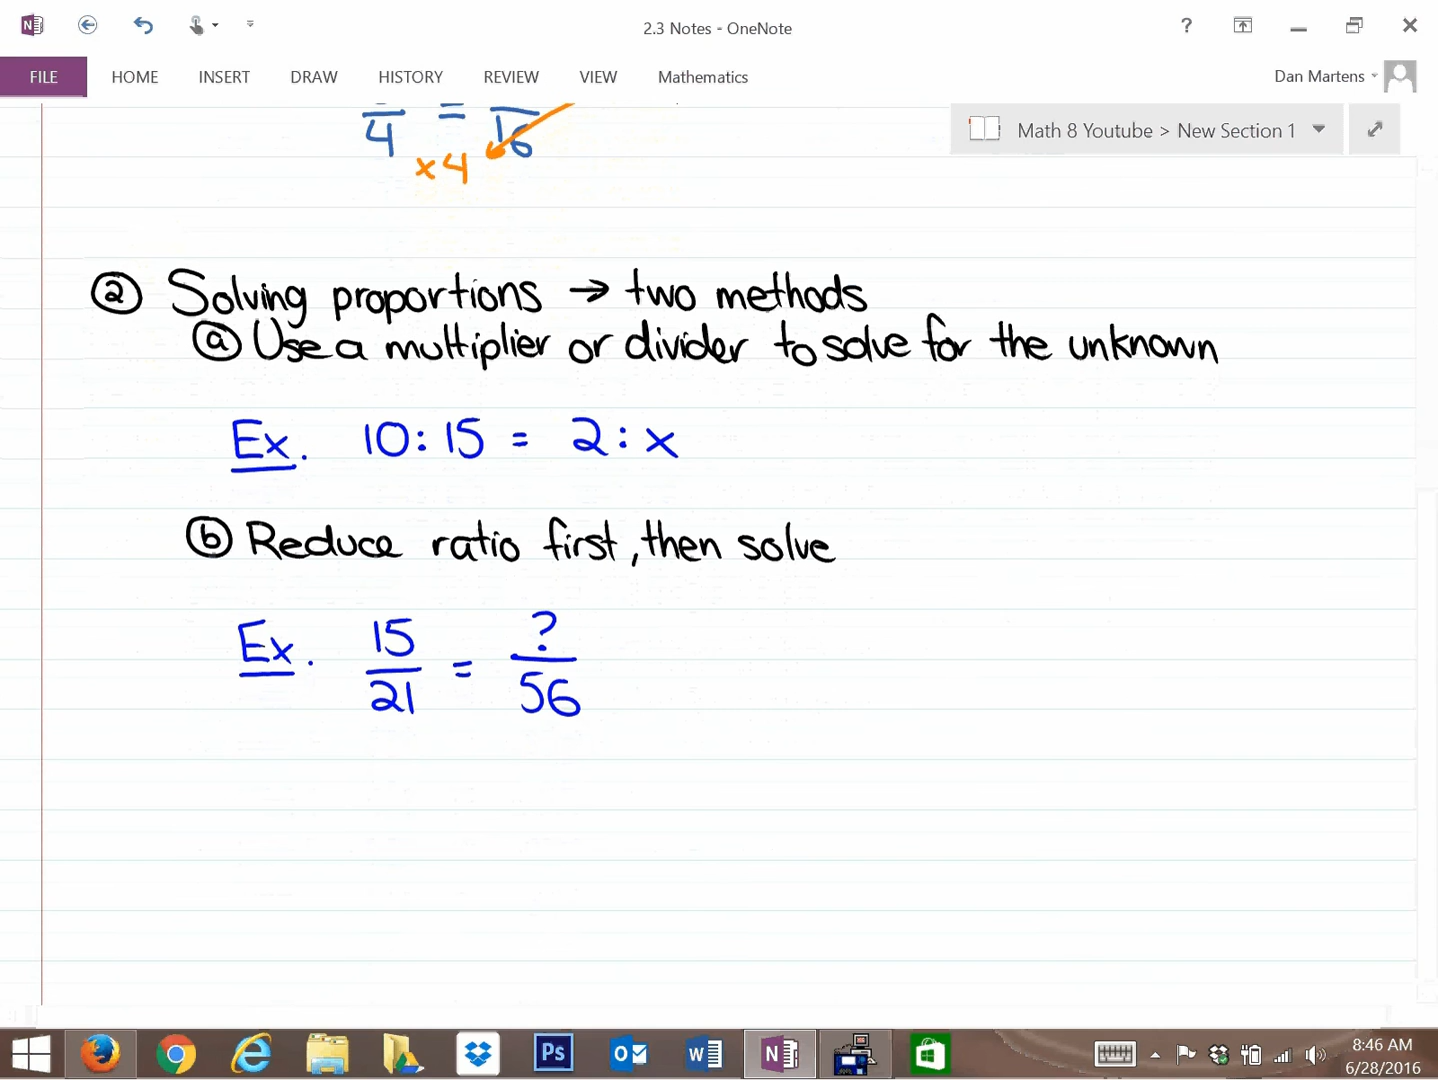 2.3 Notes - OneNote
?
FILE HOME INSERT DRAW HISTORY REVIEW VIEW Mathematics
Dan Martens
Math 8 Youtube > New Section 1
4 = 16
x4
② Solving proportions → two methods
ⓐ Use a multiplier or divider to solve for the unknown
Ex. 10 : 15 = 2 : x
ⓑ Reduce ratio first, then solve
Ex. 15/21 = ?/56
8:46 AM
6/28/2016